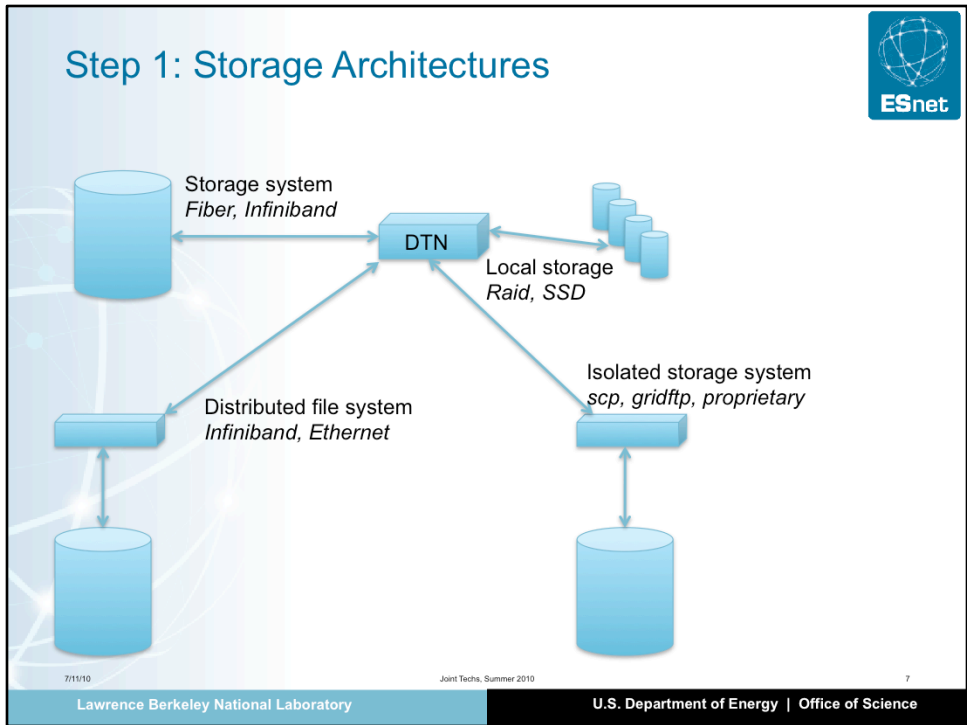 Step 1: Storage Architectures
ESnet
Storage system
Fiber, Infiniband
DTN
Local storage
Raid, SSD
Isolated storage system
scp, gridftp, proprietary
Distributed file system
Infiniband, Ethernet
7/11/10
Joint Techs, Summer 2010
7
Lawrence Berkeley National Laboratory
U.S. Department of Energy | Office of Science